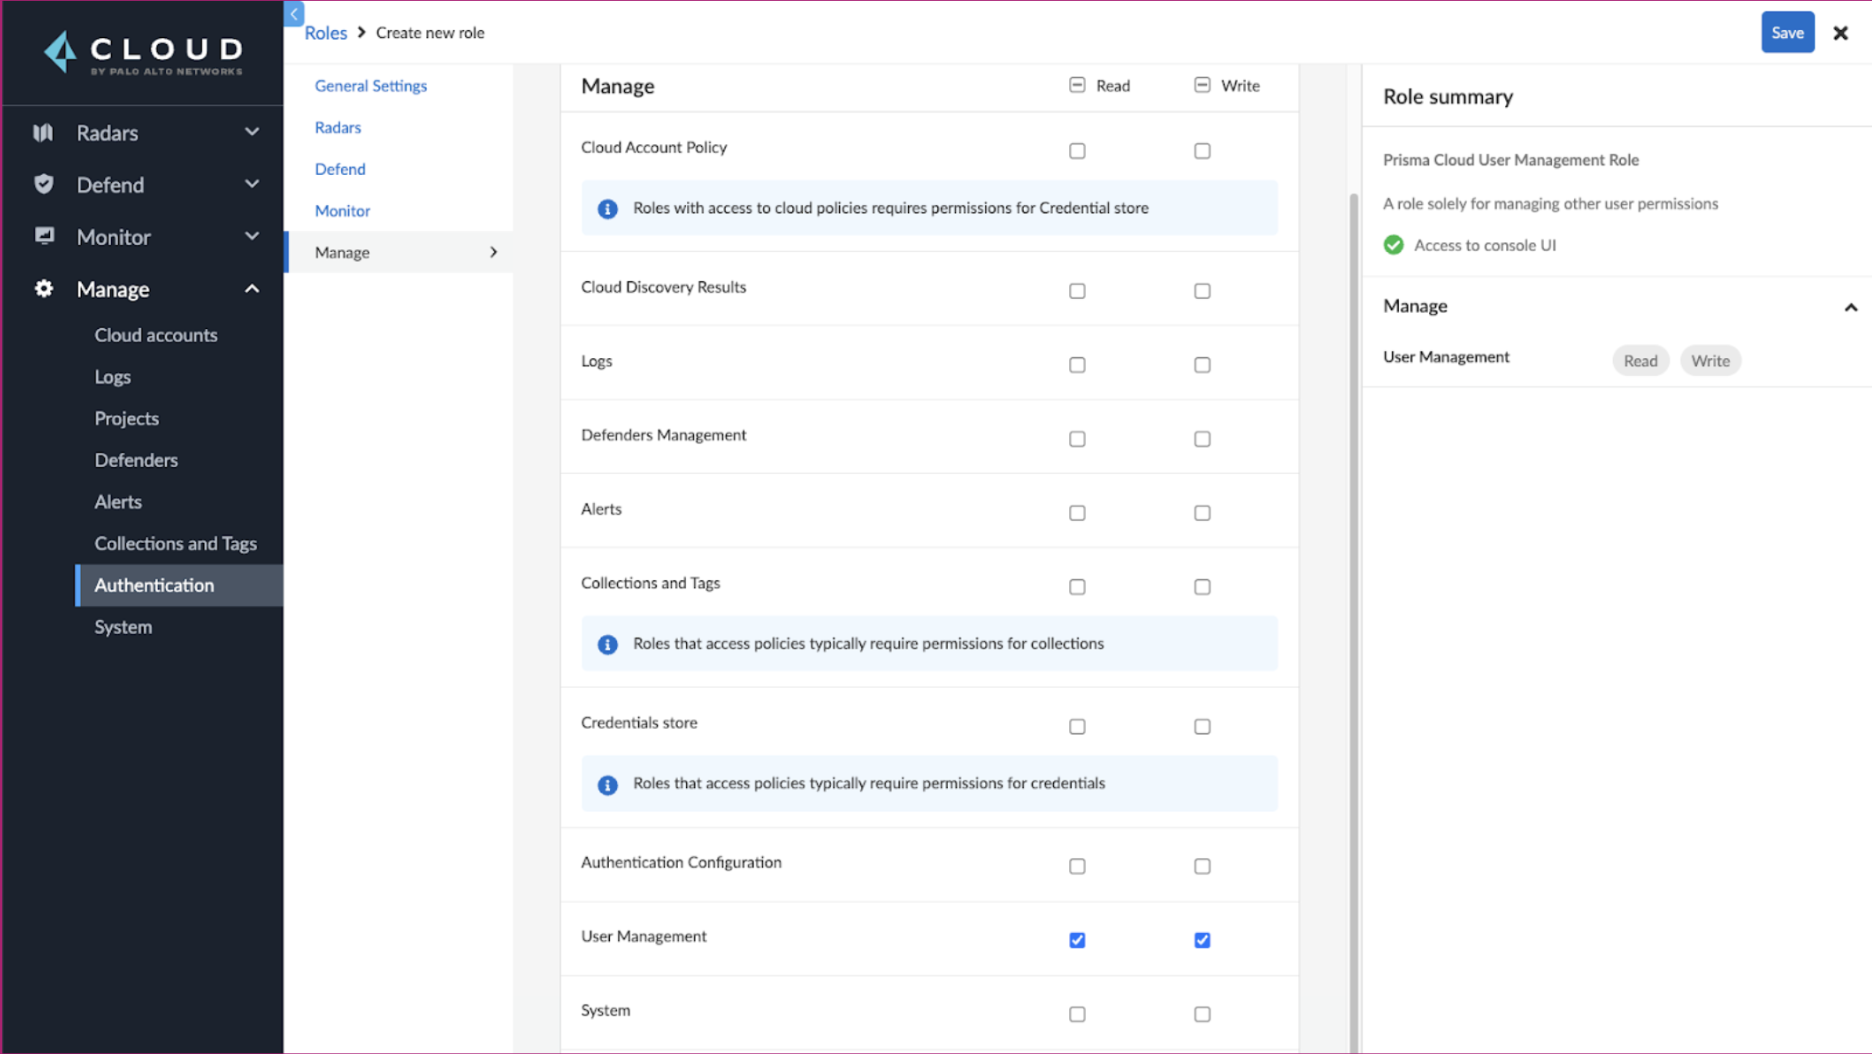 CLOUD
BY PALO ALTO NETWORKS
Radars
Defend
Monitor
Manage
Cloud accounts
Logs
Projects
Defenders
Alerts
Collections and Tags
Authentication
System
Roles > Create new role
Save
General Settings
Radars
Defend
Monitor
Manage
Manage Read Write
Cloud Account Policy
Roles with access to cloud policies requires permissions for Credential store
Cloud Discovery Results
Logs
Defenders Management
Alerts
Collections and Tags
Roles that access policies typically require permissions for collections
Credentials store
Roles that access policies typically require permissions for credentials
Authentication Configuration
User Management
System
Role summary
Prisma Cloud User Management Role
A role solely for managing other user permissions
Access to console UI
Manage
User Management Read Write